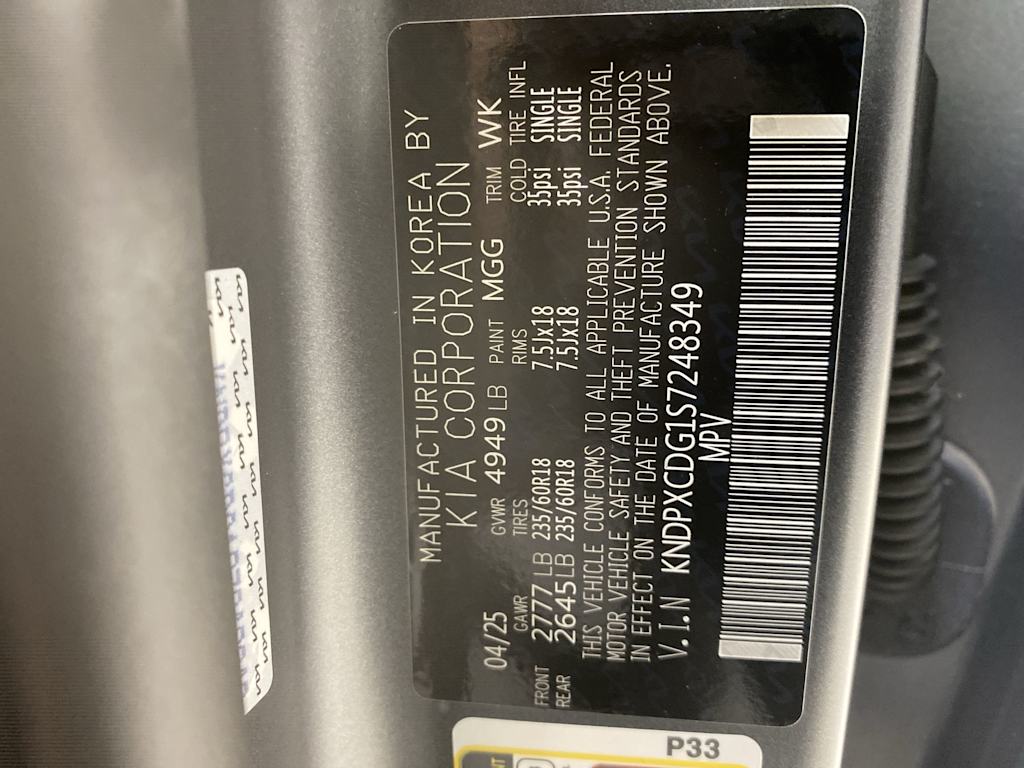 MANUFACTURED IN KOREA BY
KIA CORPORATION
04/25 GVWR 4949 LB PAINT MGG TRIM WK
GAWR TIRES RIMS COLD TIRE INFL
FRONT 2777 LB 235/60R18 7.5Jx18 35psi SINGLE
REAR 2645 LB 235/60R18 7.5Jx18 35psi SINGLE
THIS VEHICLE CONFORMS TO ALL APPLICABLE U.S.A. FEDERAL
MOTOR VEHICLE SAFETY AND THEFT PREVENTION STANDARDS
IN EFFECT ON THE DATE OF MANUFACTURE SHOWN ABOVE.
V.I.N KNDPXCDG1S7248349
MPV
P33